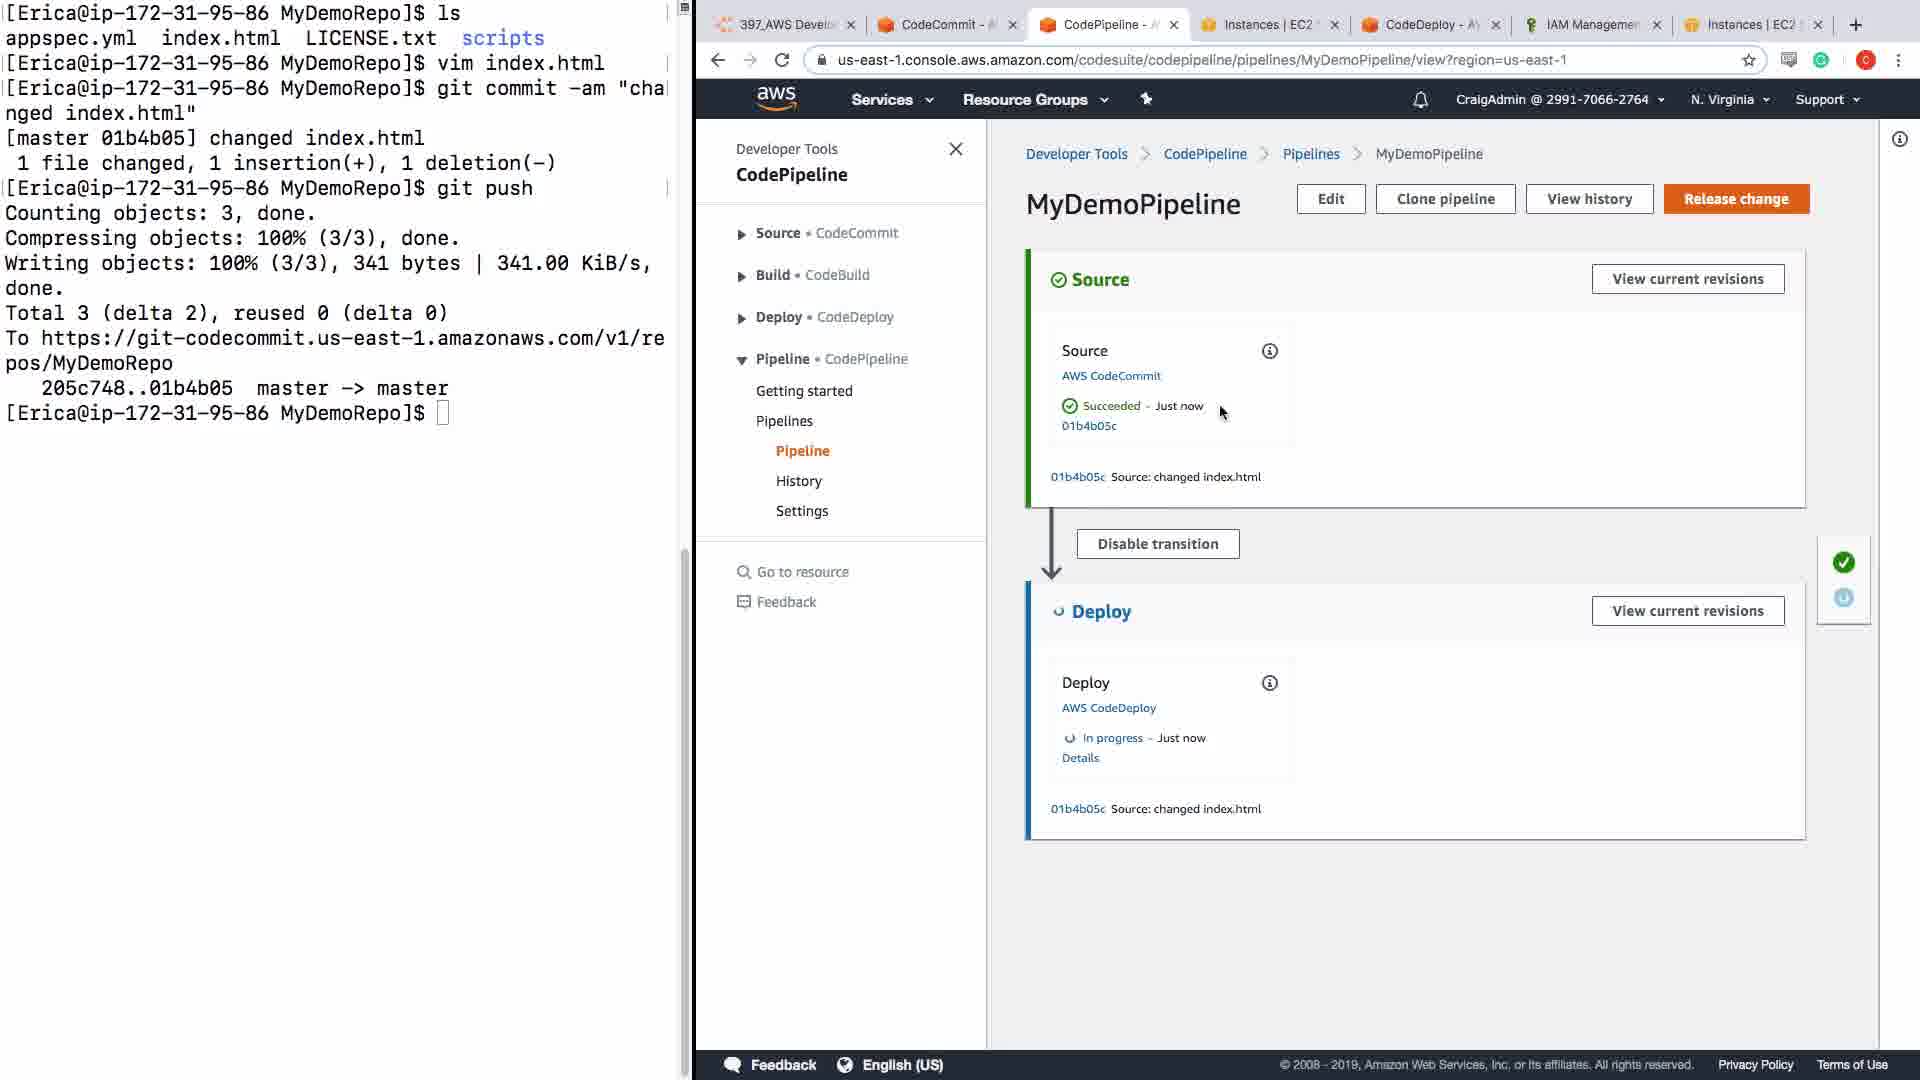 [Erica@ip-172-31-95-86 MyDemoRepo]$ ls
appspec.yml  index.html  LICENSE.txt  scripts
[Erica@ip-172-31-95-86 MyDemoRepo]$ vim index.html
[Erica@ip-172-31-95-86 MyDemoRepo]$ git commit -am "cha
nged index.html"
[master 01b4b05] changed index.html
 1 file changed, 1 insertion(+), 1 deletion(-)
[Erica@ip-172-31-95-86 MyDemoRepo]$ git push
Counting objects: 3, done.
Compressing objects: 100% (3/3), done.
Writing objects: 100% (3/3), 341 bytes | 341.00 KiB/s,
done.
Total 3 (delta 2), reused 0 (delta 0)
To https://git-codecommit.us-east-1.amazonaws.com/v1/re
pos/MyDemoRepo
   205c748..01b4b05  master -> master
[Erica@ip-172-31-95-86 MyDemoRepo]$
397_AWS Develo
CodeCommit - A
CodePipeline - A
Instances | EC2
CodeDeploy - A
IAM Managemen
Instances | EC2
us-east-1.console.aws.amazon.com/codesuite/codepipeline/pipelines/MyDemoPipeline/view?region=us-east-1
aws
Services
Resource Groups
CraigAdmin @ 2991-7066-2764
N. Virginia
Support
Developer Tools
CodePipeline
Source • CodeCommit
Build • CodeBuild
Deploy • CodeDeploy
Pipeline • CodePipeline
Getting started
Pipelines
Pipeline
History
Settings
Go to resource
Feedback
Developer Tools > CodePipeline > Pipelines > MyDemoPipeline
MyDemoPipeline
Edit
Clone pipeline
View history
Release change
Source
View current revisions
Source
AWS CodeCommit
Succeeded - Just now
01b4b05c
01b4b05c Source: changed index.html
Disable transition
Deploy
View current revisions
Deploy
AWS CodeDeploy
In progress - Just now
Details
01b4b05c Source: changed index.html
Feedback
English (US)
© 2008 - 2019, Amazon Web Services, Inc. or its affiliates. All rights reserved.
Privacy Policy
Terms of Use